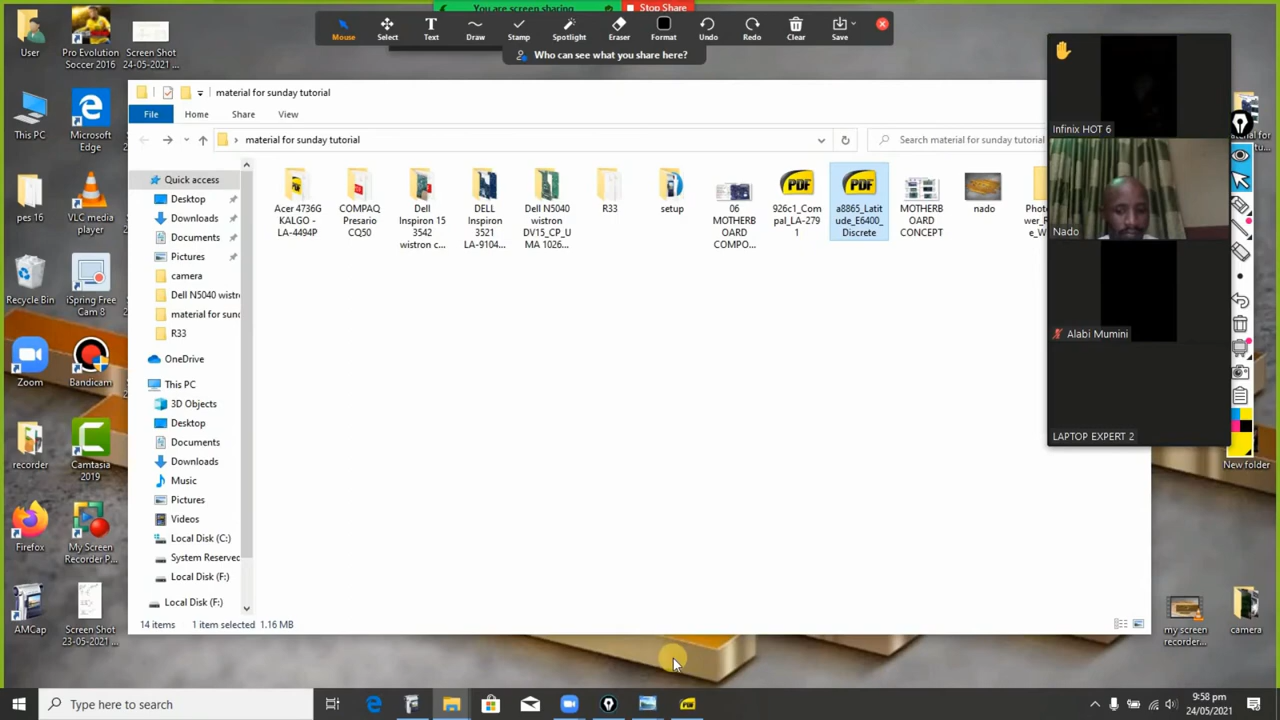 You are screen sharing
Stop Share
Mouse
Select
Text
Draw
Stamp
Spotlight
Eraser
Format
Undo
Redo
Clear
Save
Who can see what you share here?
User
Pro Evolution
Soccer 2016
Screen Shot
24-05-2021 ...
This PC
Microsoft
Edge
pes 16
VLC media
player
Recycle Bin
iSpring Free
Cam 8
Zoom
Bandicam
recorder
Camtasia
2019
Firefox
My Screen
Recorder P...
AMCap
Screen Shot
23-05-2021 ...
material for sunday tutorial
File
Home
Share
View
material for sunday tutorial
Search material for sunday tutorial
Quick access
Desktop
Downloads
Documents
Pictures
camera
Dell N5040 wistr
material for sun
R33
OneDrive
This PC
3D Objects
Desktop
Documents
Downloads
Music
Pictures
Videos
Local Disk (C:)
System Reserved
Local Disk (F:)
Local Disk (F:)
Acer 4736G
KALGO -
LA-4494P
COMPAQ
Presario
CQ50
Dell
Inspiron 15
3542
wistron c...
DELL
Inspiron
3521
LA-9104...
Dell N5040
wistron
DV15_CP_U
MA 1026...
R33
setup
06
MOTHERB
OARD
COMPO...
PDF
926c1_Com
pal_LA-279
1
PDF
a8865_Latit
ude_E6400_
Discrete
MOTHERB
OARD
CONCEPT
nado
Photo
14 items
1 item selected
1.16 MB
Infinix HOT 6
Nado
Alabi Mumini
LAPTOP EXPERT 2
New folder
my screen
recorder...
camera
Type here to search
9:58 pm
24/05/2021